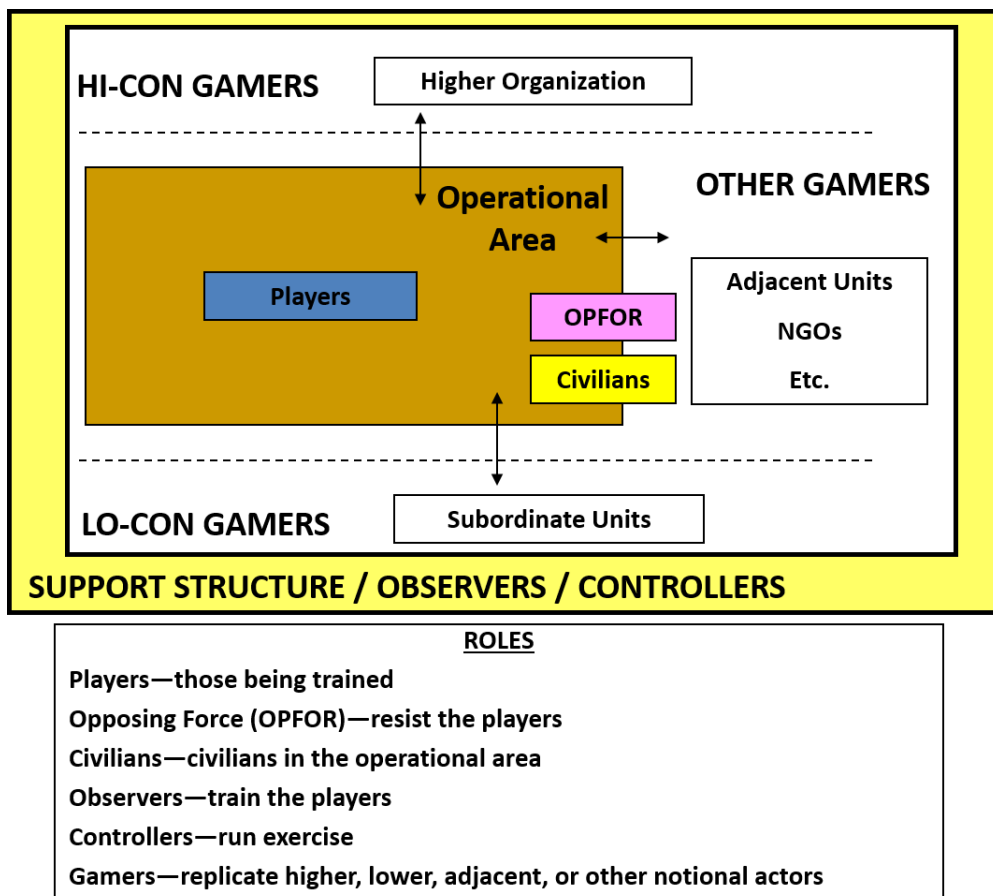 HI-CON GAMERS
Higher Organization
Operational
Area
OTHER GAMERS
Players
OPFOR
Civilians
Adjacent Units
NGOs
Etc.
LO-CON GAMERS
Subordinate Units
SUPPORT STRUCTURE / OBSERVERS / CONTROLLERS
ROLES
Players—those being trained
Opposing Force (OPFOR)—resist the players
Civilians—civilians in the operational area
Observers—train the players
Controllers—run exercise
Gamers—replicate higher, lower, adjacent, or other notional actors